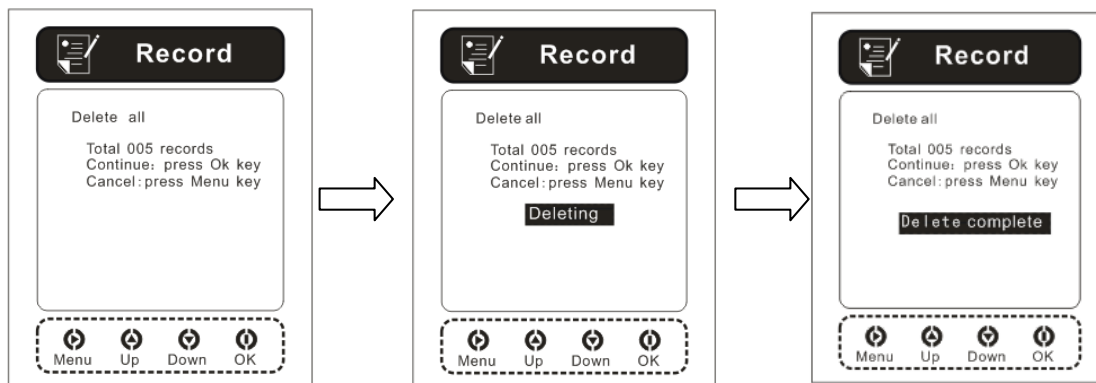 Record
Delete all
Total 005 records
Continue: press Ok key
Cancel: press Menu key
Menu Up Down OK
Record
Delete all
Total 005 records
Continue: press Ok key
Cancel: press Menu key
Deleting
Menu Up Down OK
Record
Delete all
Total 005 records
Continue: press Ok key
Cancel: press Menu key
Delete complete
Menu Up Down OK